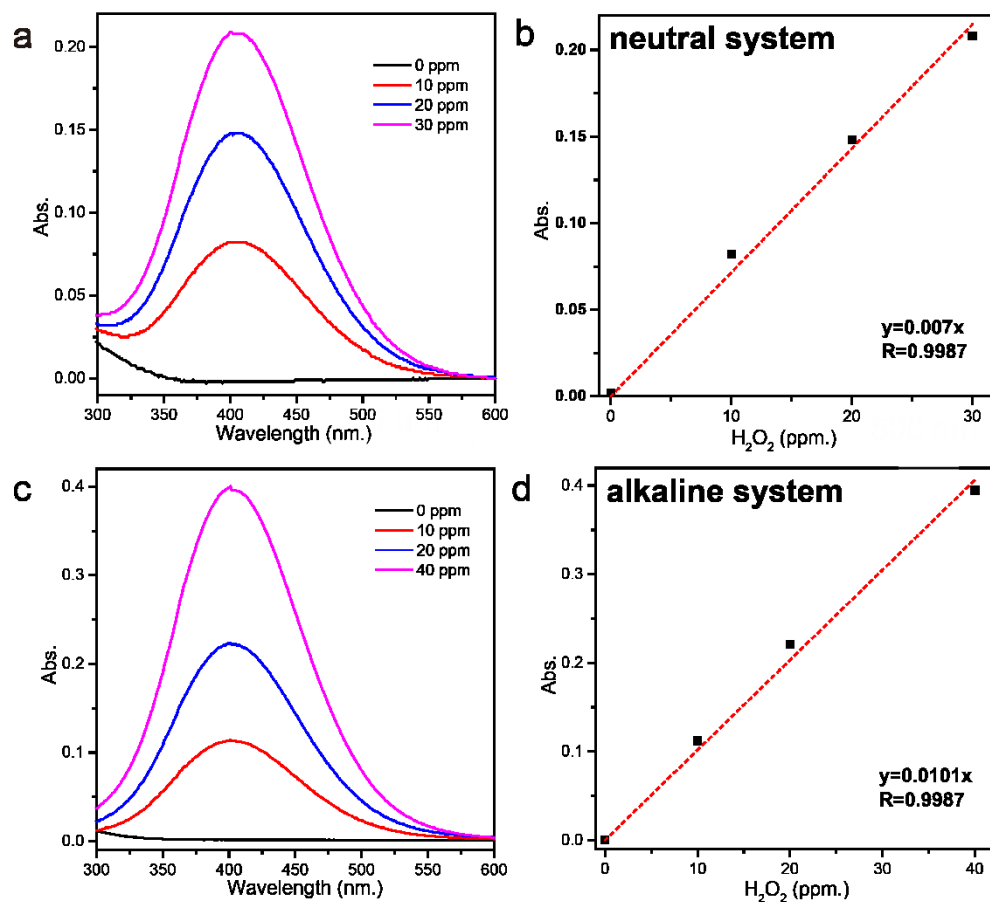 a
0 ppm
10 ppm
20 ppm
30 ppm
0.20
0.15
0.10
0.05
0.00
Abs.
300 350 400 450 500 550 600
Wavelength (nm.)
b
neutral system
0.20
0.15
0.10
0.05
0.00
Abs.
y=0.007x
R=0.9987
0 10 20 30
H₂O₂ (ppm.)
c
0 ppm
10 ppm
20 ppm
40 ppm
0.4
0.3
0.2
0.1
0.0
Abs.
300 350 400 450 500 550 600
Wavelength (nm.)
d
alkaline system
0.4
0.3
0.2
0.1
0.0
Abs.
y=0.0101x
R=0.9987
0 10 20 30 40
H₂O₂ (ppm.)